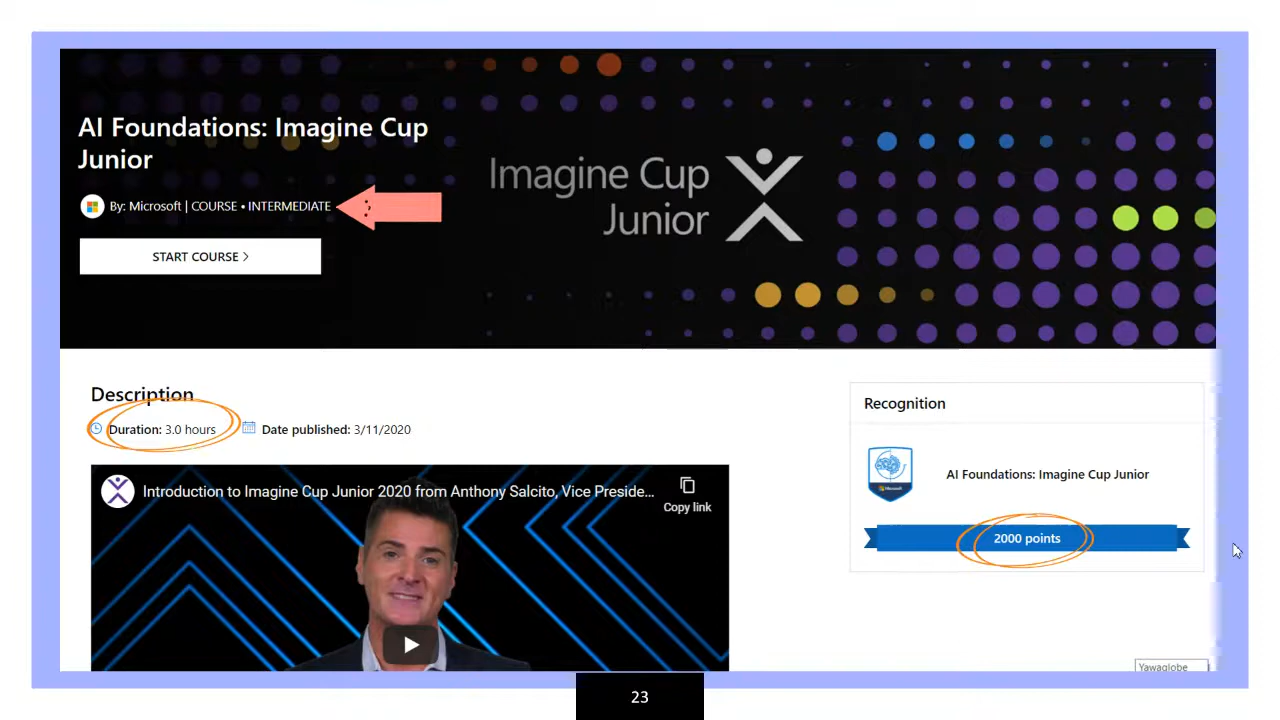 AI Foundations: Imagine Cup
Junior
By: Microsoft | COURSE • INTERMEDIATE
START COURSE >
Imagine Cup
Junior
Description
Duration: 3.0 hours
Date published: 3/11/2020
Introduction to Imagine Cup Junior 2020 from Anthony Salcito, Vice Preside...
Copy link
Recognition
Microsoft
AI Foundations: Imagine Cup Junior
2000 points
Yawaglobe
23